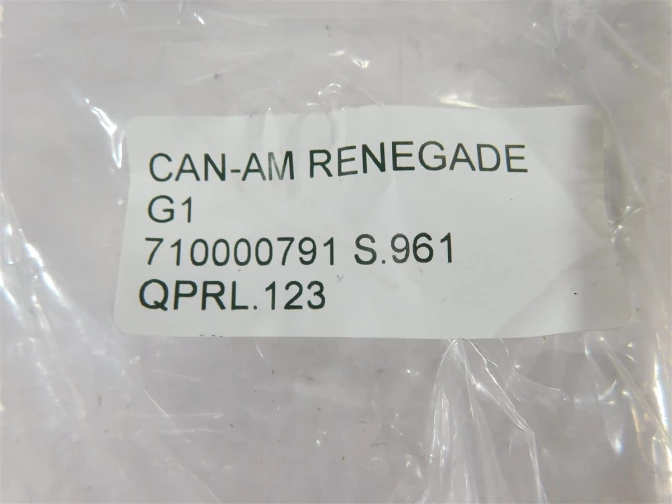 CAN-AM RENEGADE
G1
710000791 S.961
QPRL.123